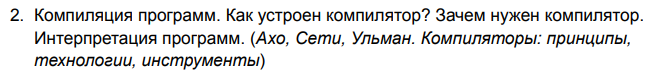 2. Компиляция программ. Как устроен компилятор? Зачем нужен компилятор.
Интерпретация программ. (Ахо, Сети, Ульман. Компиляторы: принципы,
технологии, инструменты)